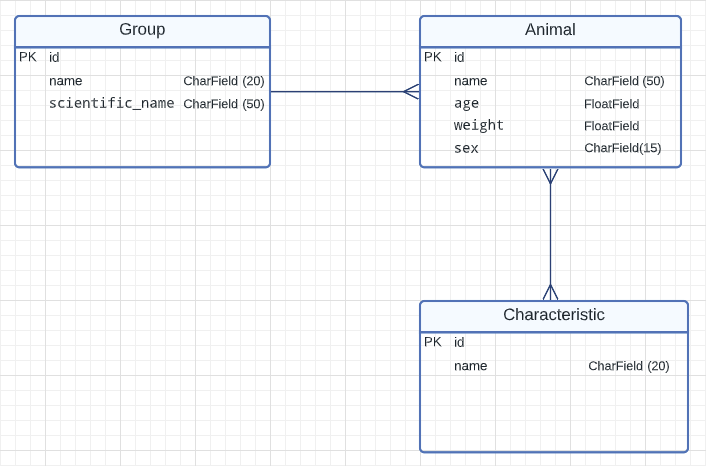 Group
PK id
name CharField (20)
scientific_name CharField (50)
Animal
PK id
name CharField (50)
age FloatField
weight FloatField
sex CharField(15)
Characteristic
PK id
name CharField (20)